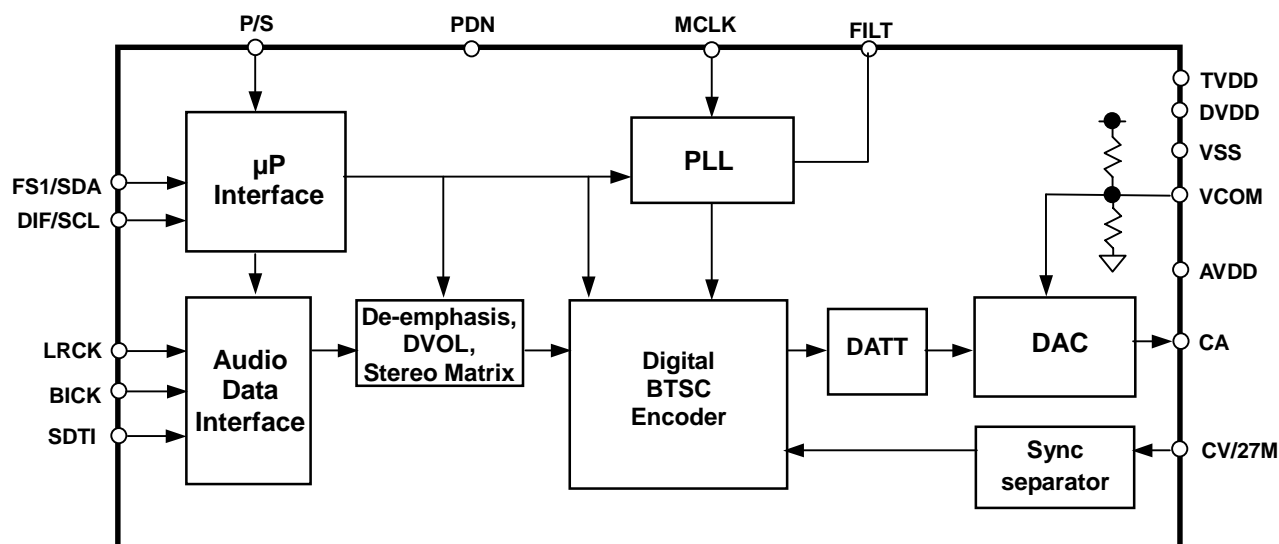 P/S
PDN
MCLK
FILT
TVDD
DVDD
VSS
VCOM
AVDD
CA
CV/27M
FS1/SDA
DIF/SCL
LRCK
BICK
SDTI
µP
Interface
PLL
Audio
Data
Interface
De-emphasis,
DVOL,
Stereo Matrix
Digital
BTSC
Encoder
DATT
DAC
Sync
separator